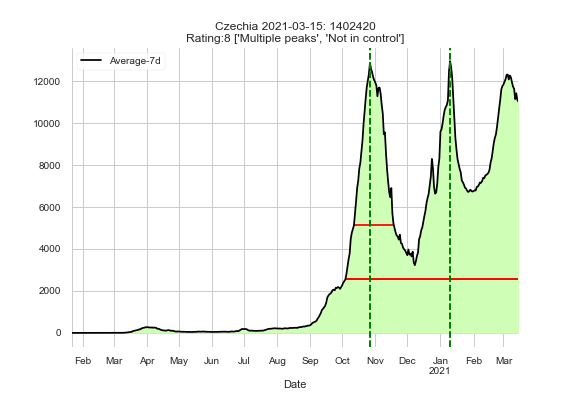 Czechia 2021-03-15: 1402420
Rating:8 ['Multiple peaks', 'Not in control']
Average-7d
12000
10000
8000
6000
4000
2000
0
Feb Mar Apr May Jun Jul Aug Sep Oct Nov Dec Jan Feb Mar
2021
Date